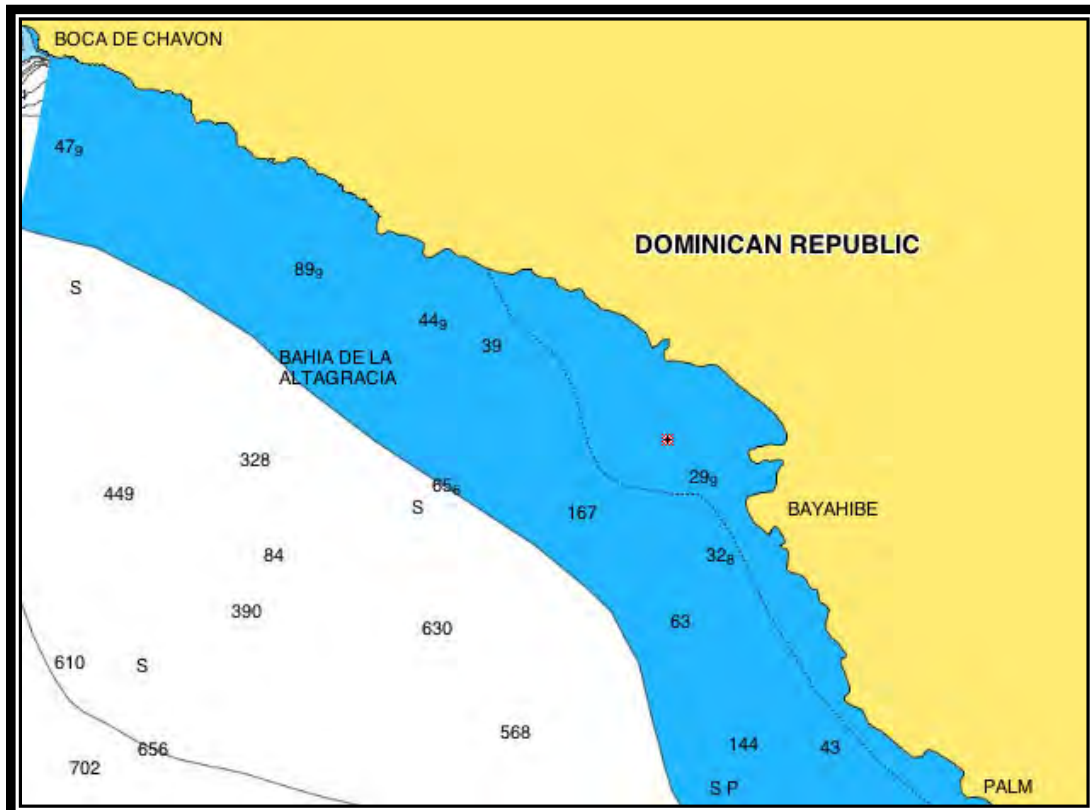 BOCA DE CHAVON
47₉
DOMINICAN REPUBLIC
89₉
S
44₉
39
BAHIA DE LA
ALTAGRACIA
328
29₉
65₆
449
S
167
BAYAHIBE
84
32₈
390
63
630
610
S
568
144
43
656
702
S P
PALM